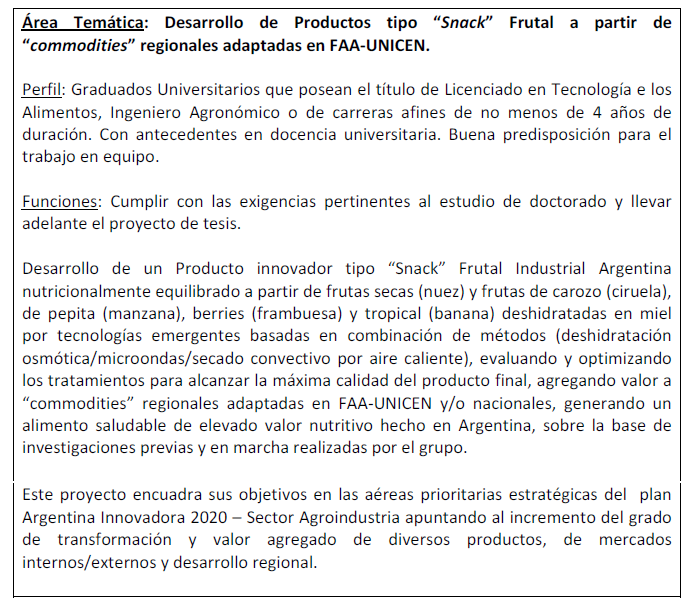 Área Temática: Desarrollo de Productos tipo “Snack” Frutal a partir de
“commodities” regionales adaptadas en FAA-UNICEN.
Perfil: Graduados Universitarios que posean el título de Licenciado en Tecnología e los
Alimentos, Ingeniero Agronómico o de carreras afines de no menos de 4 años de
duración. Con antecedentes en docencia universitaria. Buena predisposición para el
trabajo en equipo.
Funciones: Cumplir con las exigencias pertinentes al estudio de doctorado y llevar
adelante el proyecto de tesis.
Desarrollo de un Producto innovador tipo “Snack” Frutal Industrial Argentina
nutricionalmente equilibrado a partir de frutas secas (nuez) y frutas de carozo (ciruela),
de pepita (manzana), berries (frambuesa) y tropical (banana) deshidratadas en miel
por tecnologías emergentes basadas en combinación de métodos (deshidratación
osmótica/microondas/secado convectivo por aire caliente), evaluando y optimizando
los tratamientos para alcanzar la máxima calidad del producto final, agregando valor a
“commodities” regionales adaptadas en FAA-UNICEN y/o nacionales, generando un
alimento saludable de elevado valor nutritivo hecho en Argentina, sobre la base de
investigaciones previas y en marcha realizadas por el grupo.
Este proyecto encuadra sus objetivos en las aéreas prioritarias estratégicas del plan
Argentina Innovadora 2020 – Sector Agroindustria apuntando al incremento del grado
de transformación y valor agregado de diversos productos, de mercados
internos/externos y desarrollo regional.